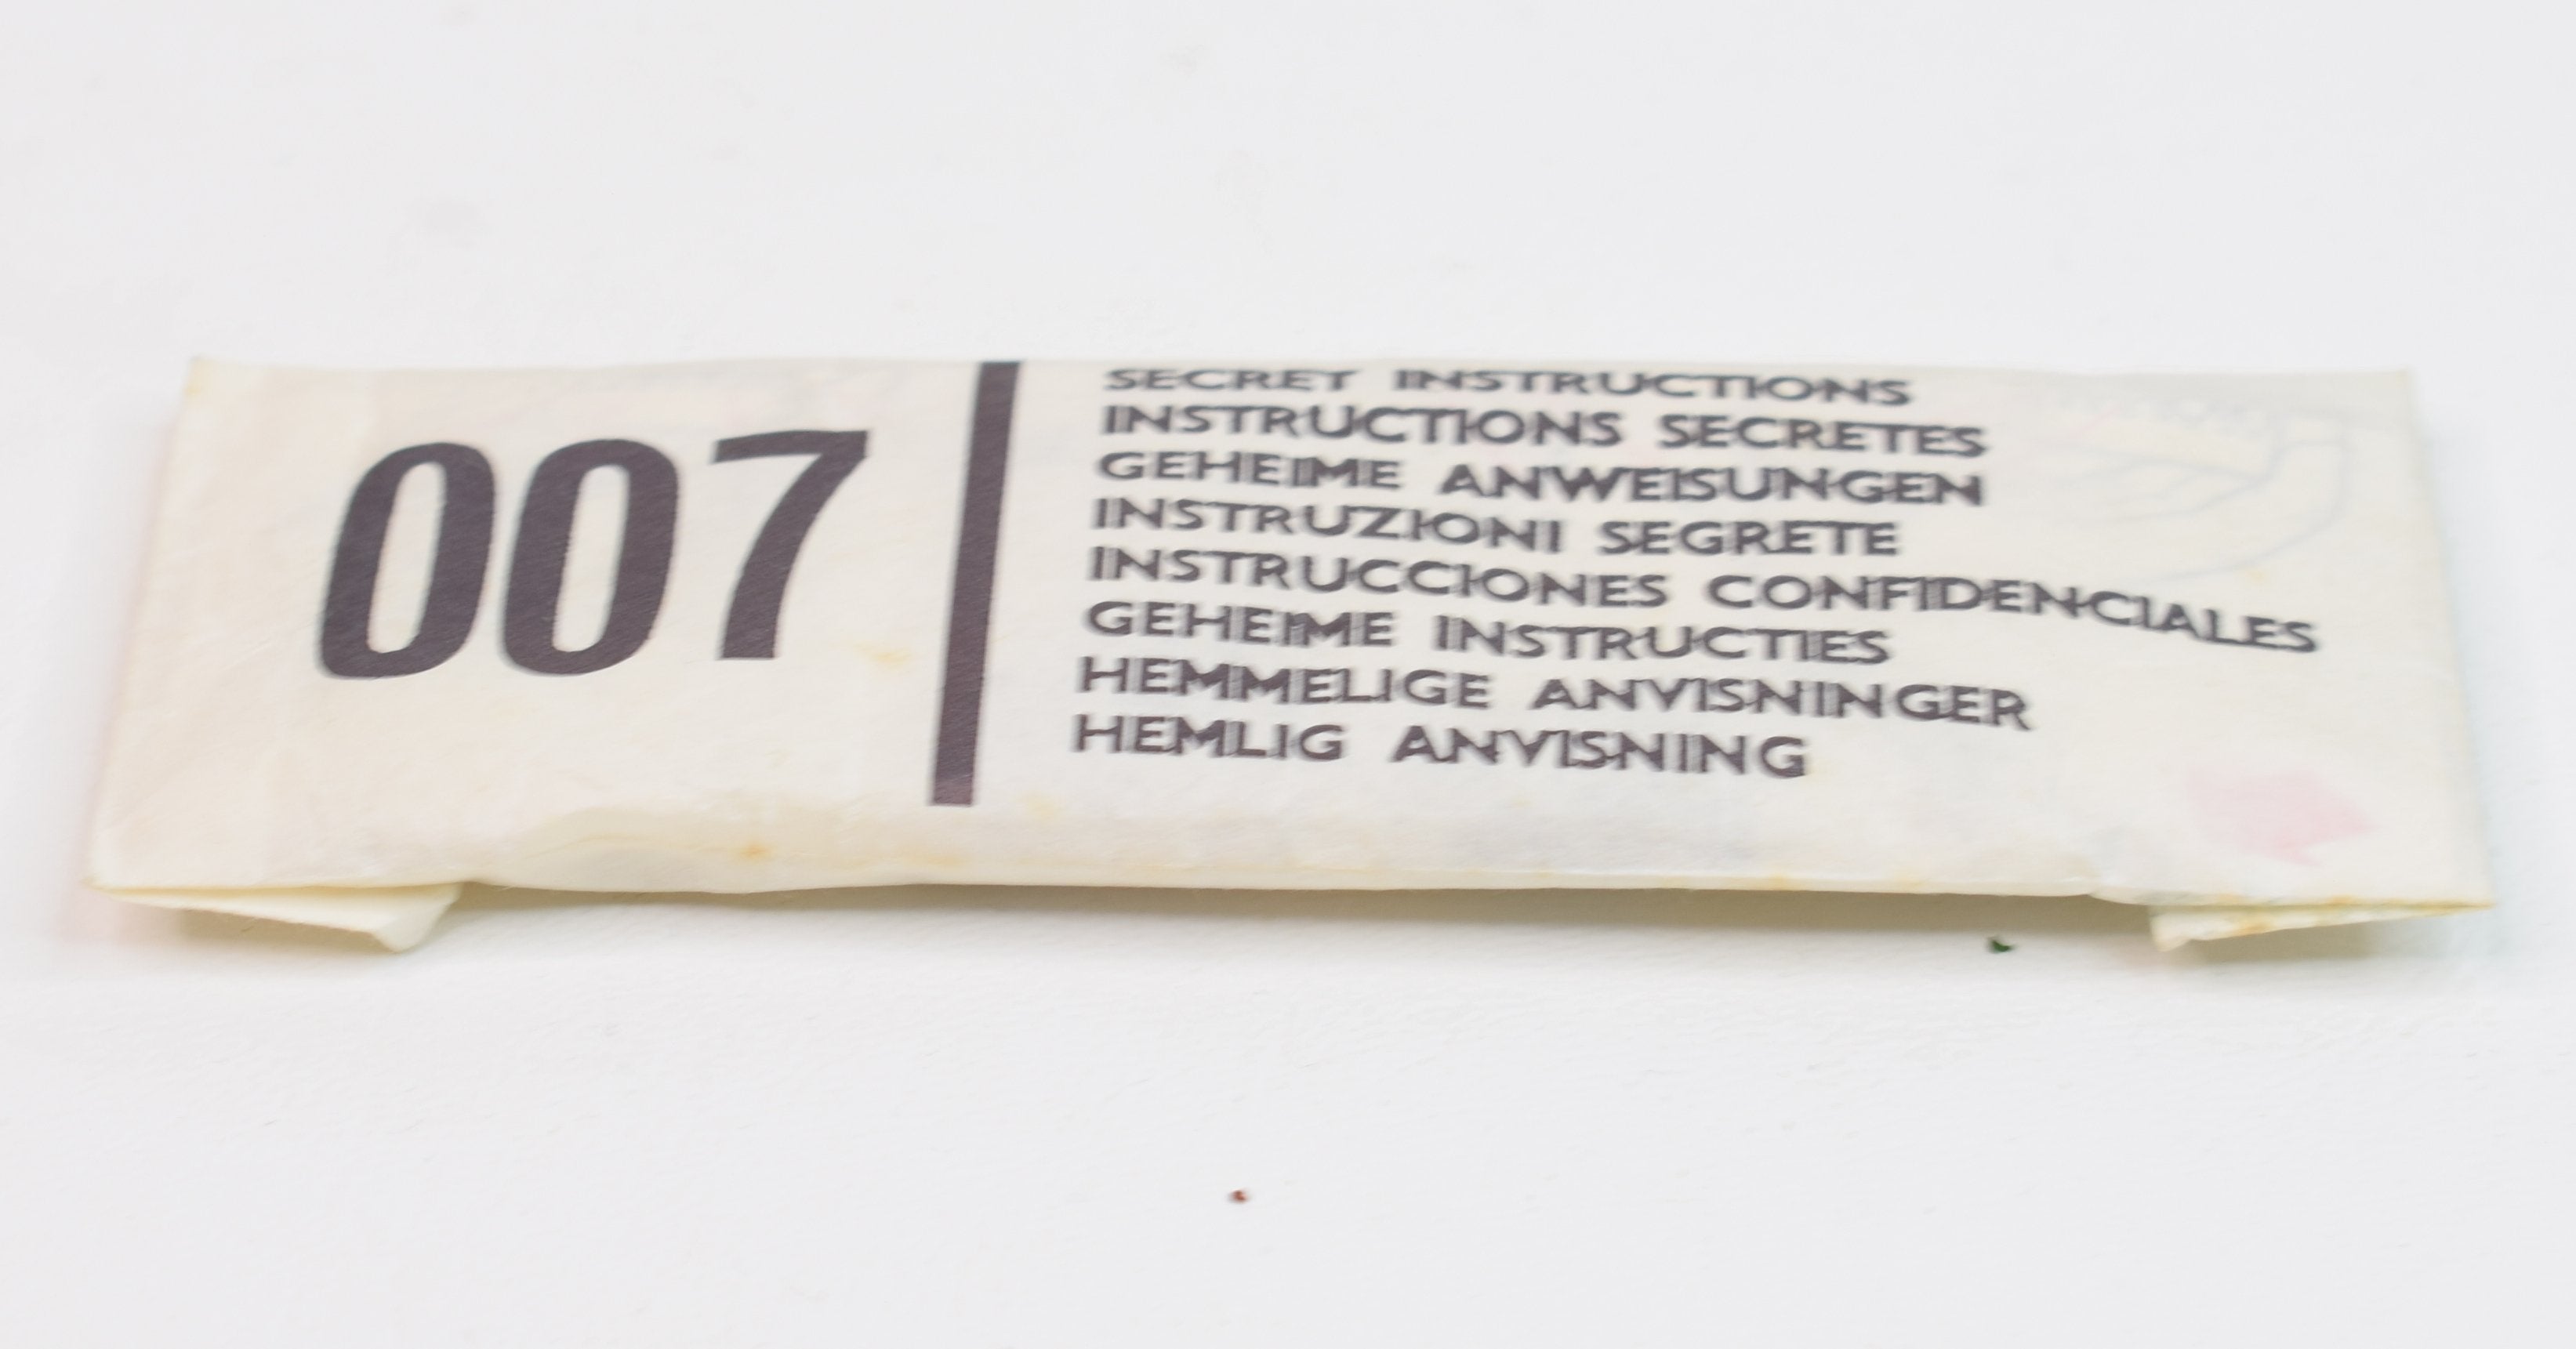 007
SECRET INSTRUCTIONS
INSTRUCTIONS SECRETES
GEHEIME ANWEISUNGEN
INSTRUZIONI SEGRETE
INSTRUCCIONES CONFIDENCIALES
GEHEIME INSTRUCTIES
HEMMELIGE ANVISNINGER
HEMLIG ANVISNING